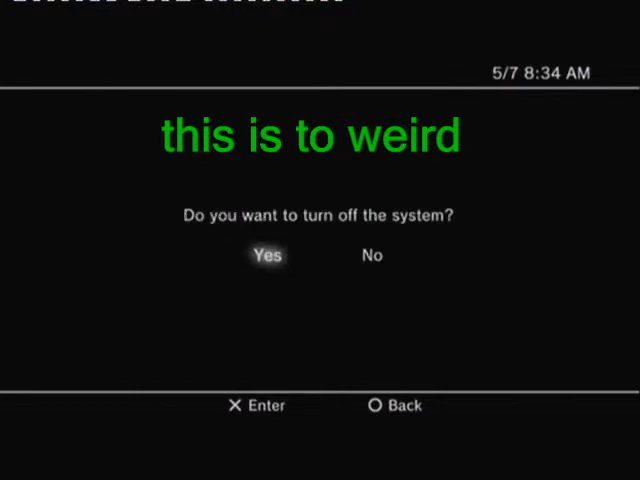 5/7 8:34 AM
this is to weird
Do you want to turn off the system?
Yes No
Enter Back